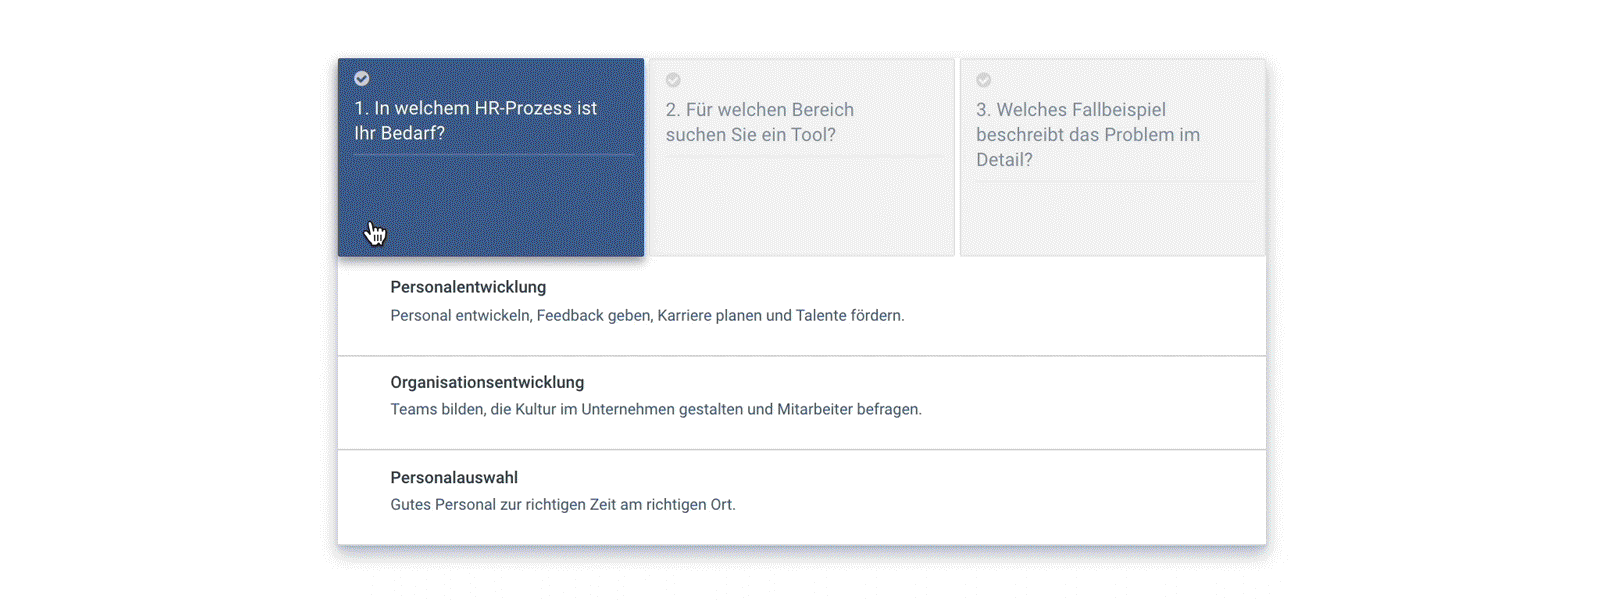 1. In welchem HR-Prozess ist
Ihr Bedarf?
2. Für welchen Bereich
suchen Sie ein Tool?
3. Welches Fallbeispiel
beschreibt das Problem im
Detail?
Personalentwicklung
Personal entwickeln, Feedback geben, Karriere planen und Talente fördern.
Organisationsentwicklung
Teams bilden, die Kultur im Unternehmen gestalten und Mitarbeiter befragen.
Personalauswahl
Gutes Personal zur richtigen Zeit am richtigen Ort.